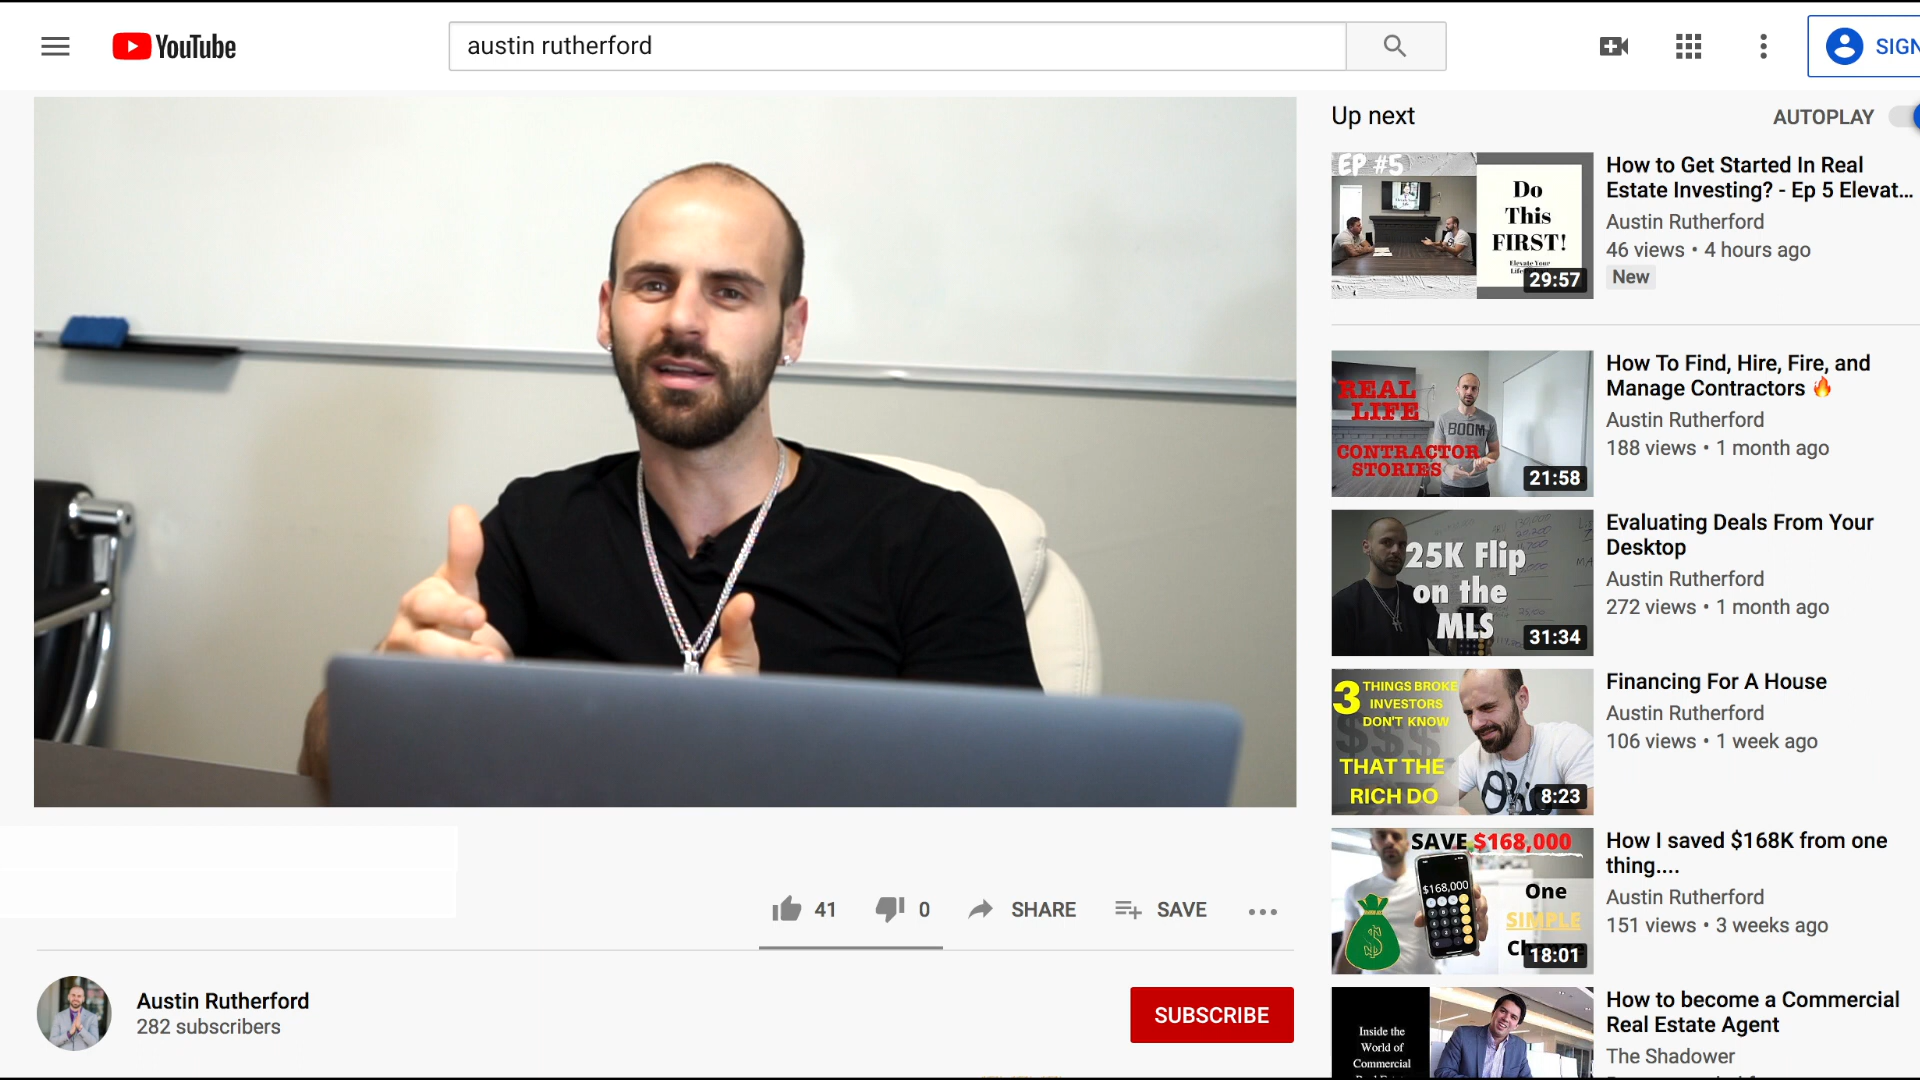 YouTube
austin rutherford
SIGN
Up next
AUTOPLAY
EP #5
Do
This
FIRST!
Elevate Your
29:57
How to Get Started In Real
Estate Investing? - Ep 5 Elevat...
Austin Rutherford
46 views • 4 hours ago
New
REAL
LIFE
BOOM
CONTRACTOR
STORIES
21:58
How To Find, Hire, Fire, and
Manage Contractors 🔥
Austin Rutherford
188 views • 1 month ago
25K Flip
on the
MLS
31:34
Evaluating Deals From Your
Desktop
Austin Rutherford
272 views • 1 month ago
3 THINGS BROKE
INVESTORS
DON'T KNOW
$$$
THAT THE
RICH DO
Ohio
8:23
Financing For A House
Austin Rutherford
106 views • 1 week ago
SAVE $168,000
$168,000
One
SIMPLE
18:01
How I saved $168K from one
thing....
Austin Rutherford
151 views • 3 weeks ago
Inside the
World of
Commercial
How to become a Commercial
Real Estate Agent
The Shadower
41
0
SHARE
SAVE
Austin Rutherford
282 subscribers
SUBSCRIBE